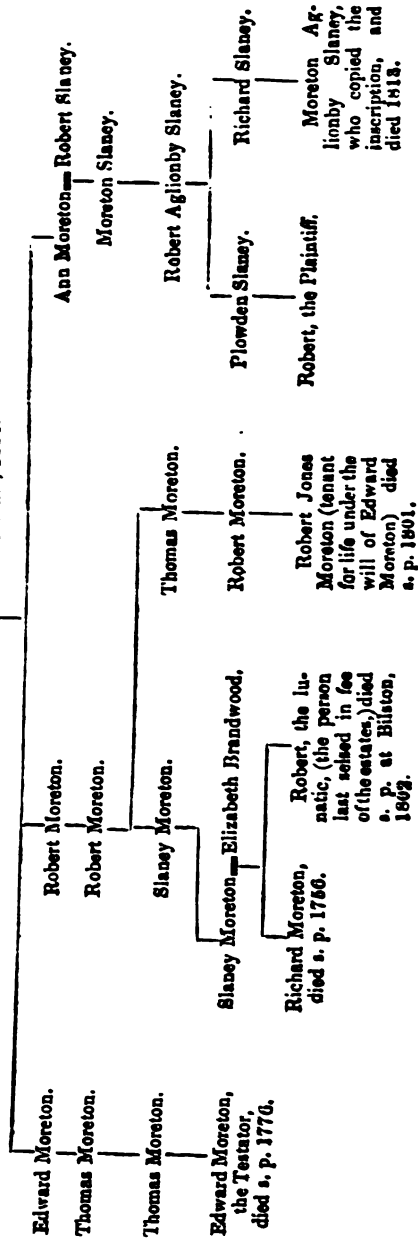 Edward Moreton.
Thomas Moreton.
Thomas Moreton.
Edward Moreton,
the Testator,
died s. p. 1776.
Robert Moreton.
Robert Moreton.
Slaney Moreton.
Slaney Moreton=Elizabeth Brandwood.
Richard Moreton,
died s. p. 1756.
Robert, the lu-
natic, (the person
last seised in fee
of the estates,) died
s. p. at Bilston,
1802.
Thomas Moreton.
Robert Moreton.
Robert Jones
Moreton (tenant
for life under the
will of Edward
Moreton) died
s. p. 1801.
Ann Moreton=Robert Slaney.
Moreton Slaney.
Robert Aglionby Slaney.
Plowden Slaney.
Robert, the Plaintiff.
Richard Slaney.
Moreton Ag-
lionby Slaney,
who copied the
inscription, and
died 1813.